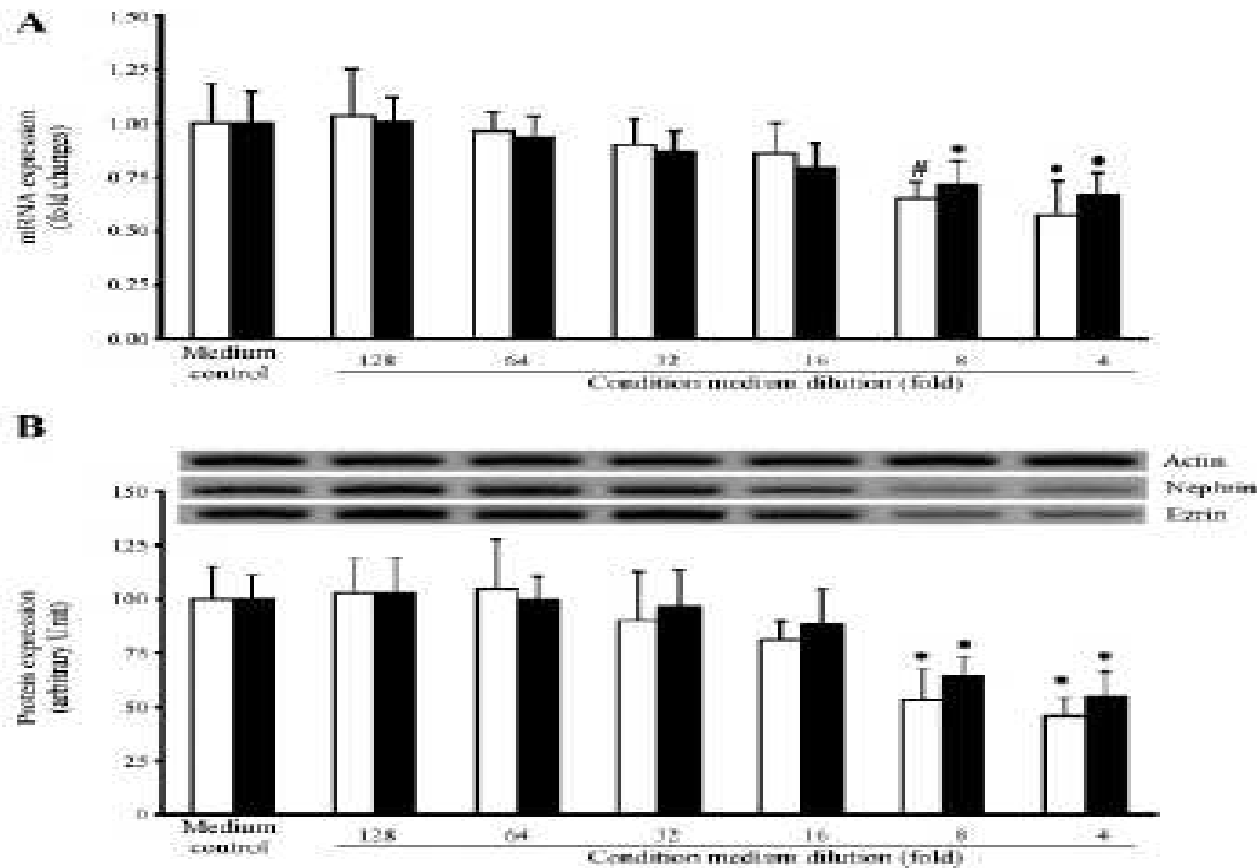 A
1.50
1.25
1.00
0.75
0.50
0.25
0.00
mRNA expression
(fold changes)
# • • •
Medium
control
128 64 32 16 8 4
Condition medium dilution (fold)
B
Actin
Nephrin
Ezrin
150
125
100
75
50
25
0
Protein expression
(arbitrary Unit)
• • • •
Medium
control
128 64 32 16 8 4
Condition medium dilution (fold)